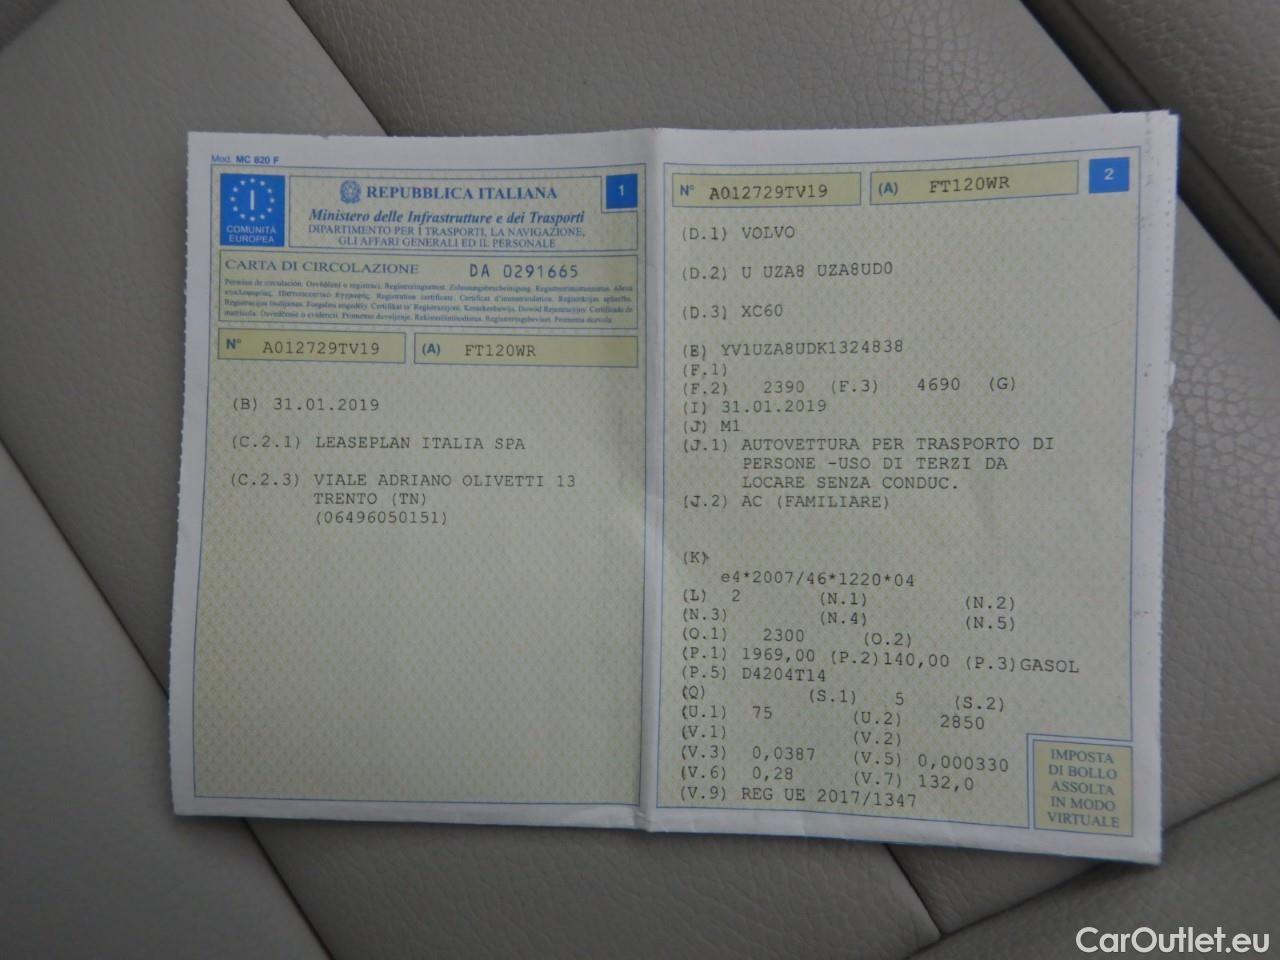 Mod. MC 820 F
I
COMUNITÀ
EUROPEA
REPUBBLICA ITALIANA
Ministero delle Infrastrutture e dei Trasporti
DIPARTIMENTO PER I TRASPORTI, LA NAVIGAZIONE,
GLI AFFARI GENERALI ED IL PERSONALE
1
CARTA DI CIRCOLAZIONE DA 0291665
N° A012729TV19 (A) FT120WR
(B) 31.01.2019
(C.2.1) LEASEPLAN ITALIA SPA
(C.2.3) VIALE ADRIANO OLIVETTI 13
TRENTO (TN)
(06496050151)
N° A012729TV19 (A) FT120WR
2
(D.1) VOLVO
(D.2) U UZA8 UZA8UD0
(D.3) XC60
(E) YV1UZA8UDK1324838
(F.1)
(F.2) 2390 (F.3) 4690 (G)
(I) 31.01.2019
(J) M1
(J.1) AUTOVETTURA PER TRASPORTO DI
PERSONE -USO DI TERZI DA
LOCARE SENZA CONDUC.
(J.2) AC (FAMILIARE)
(K)
e4*2007/46*1220*04
(L) 2 (N.1) (N.2)
(N.3) (N.4) (N.5)
(O.1) 2300 (O.2)
(P.1) 1969,00 (P.2) 140,00 (P.3) GASOL
(P.5) D4204T14
(Q) (S.1) 5 (S.2)
(U.1) 75 (U.2) 2850
(V.1) (V.2)
(V.3) 0,0387 (V.5) 0,000330
(V.6) 0,28 (V.7) 132,0
(V.9) REG UE 2017/1347
IMPOSTA
DI BOLLO
ASSOLTA
IN MODO
VIRTUALE
CarOutlet.eu